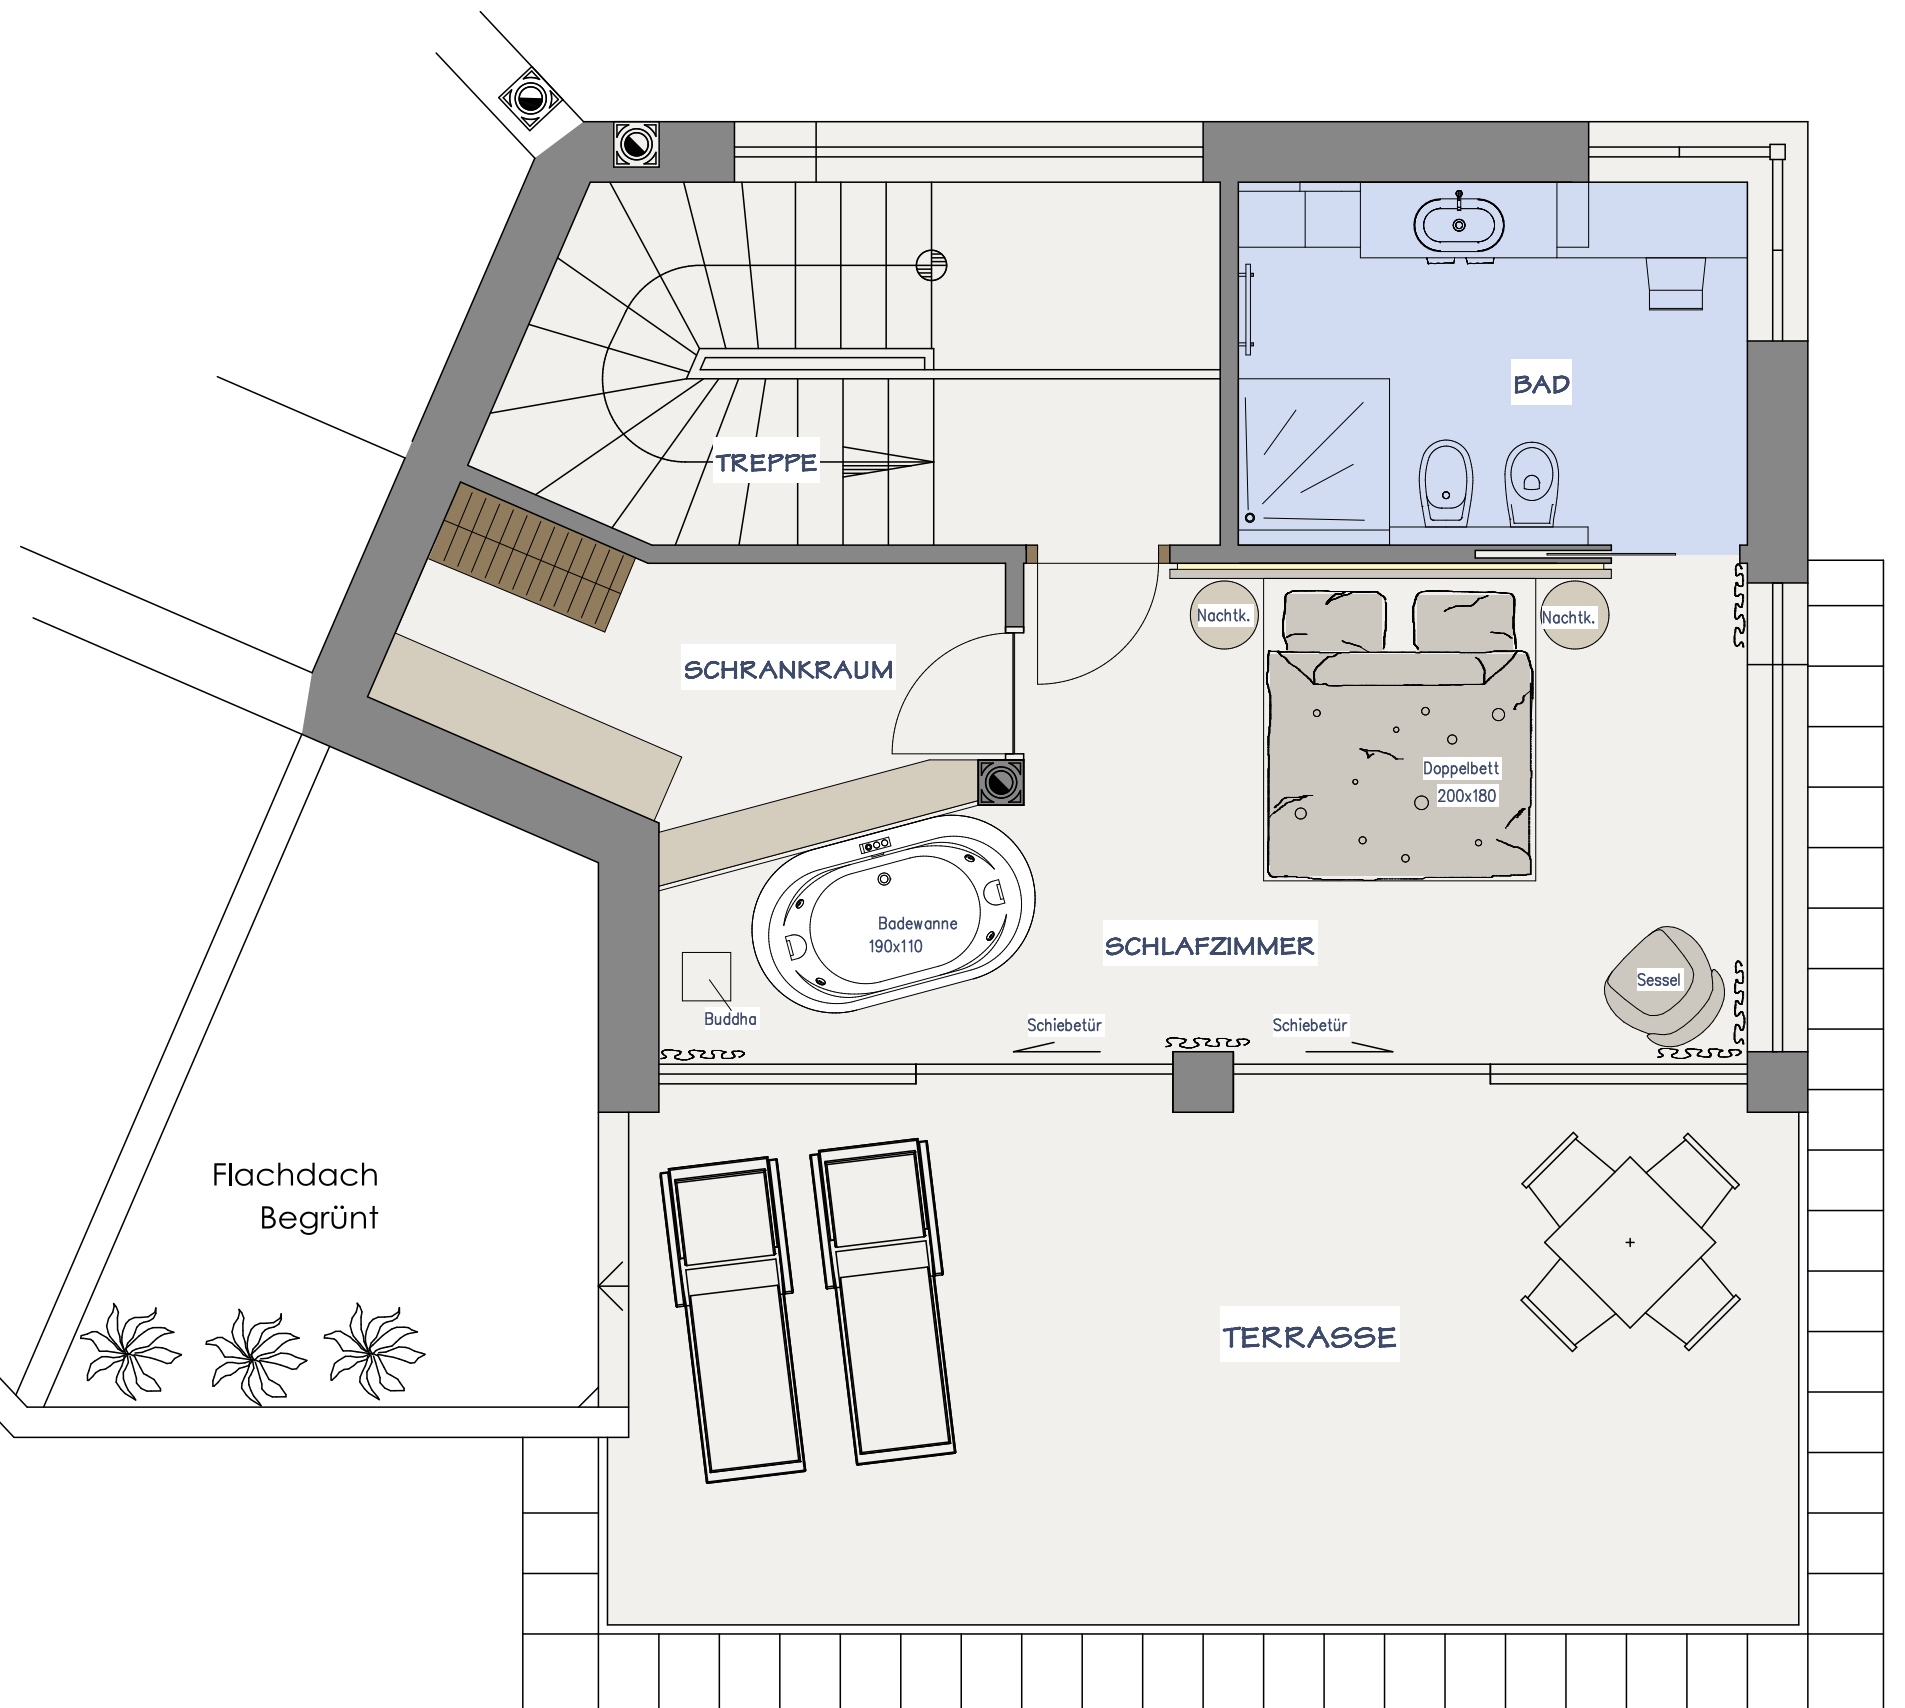 BAD
TREPPE
Nachtk.
Nachtk.
SCHRANKRAUM
Doppelbett
200x180
Badewanne
190x110
SCHLAFZIMMER
Sessel
Buddha
Schiebetür
Schiebetür
Flachdach
Begrünt
TERRASSE